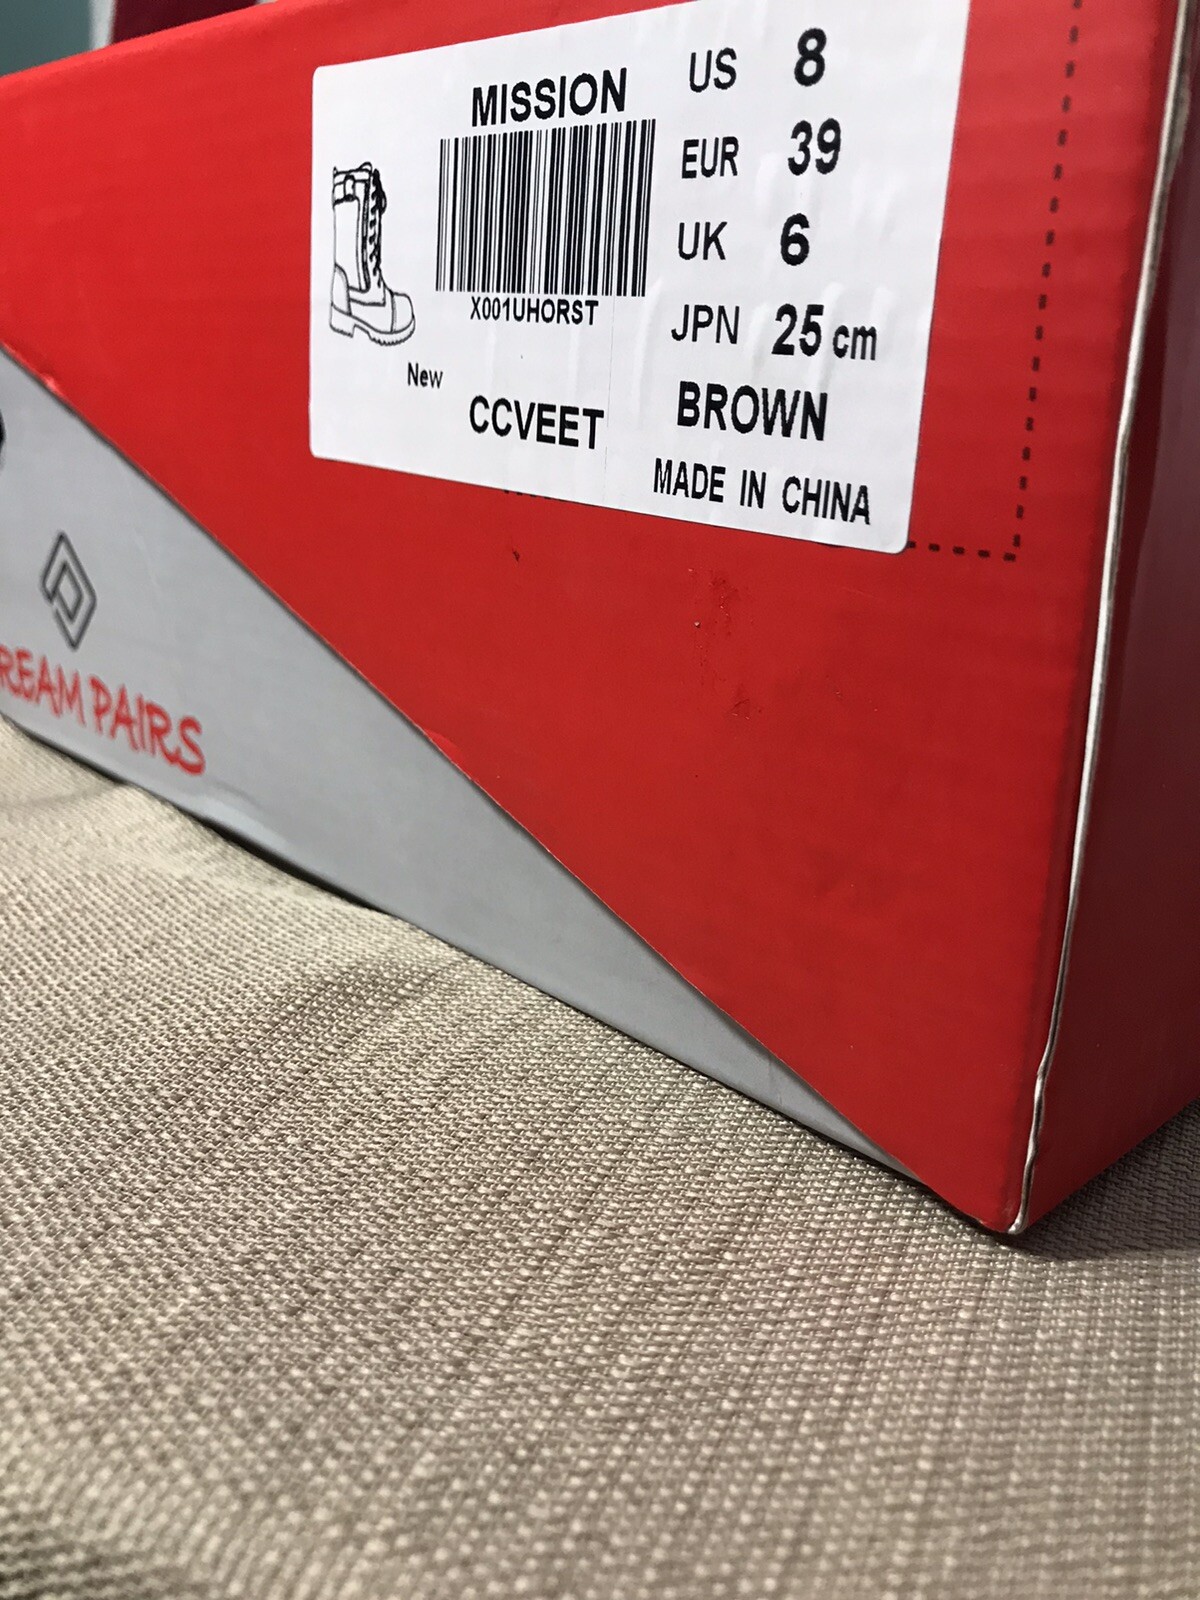 MISSION
X001UHORST
New
CCVEET
US 8
EUR 39
UK 6
JPN 25 cm
BROWN
MADE IN CHINA
REAM PAIRS